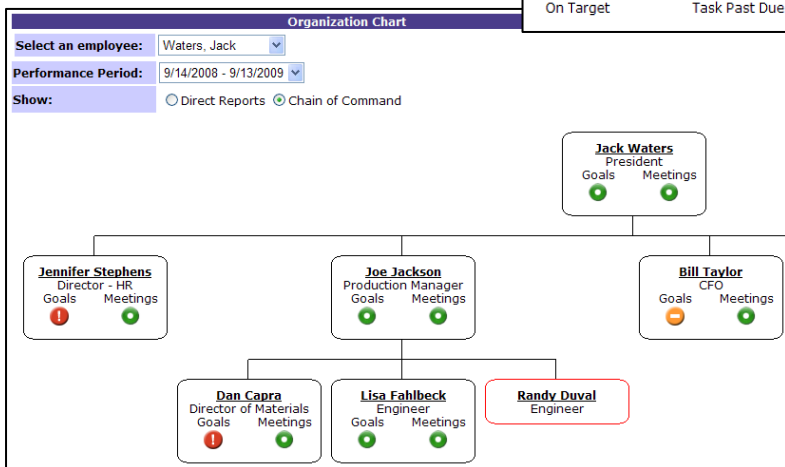 On Target Task Past Due
Organization Chart
Select an employee: Waters, Jack
Performance Period: 9/14/2008 - 9/13/2009
Show: Direct Reports Chain of Command
Jack Waters
President
Goals Meetings
Jennifer Stephens
Director - HR
Goals Meetings
Joe Jackson
Production Manager
Goals Meetings
Bill Taylor
CFO
Goals Meetings
Dan Capra
Director of Materials
Goals Meetings
Lisa Fahlbeck
Engineer
Goals Meetings
Randy Duval
Engineer